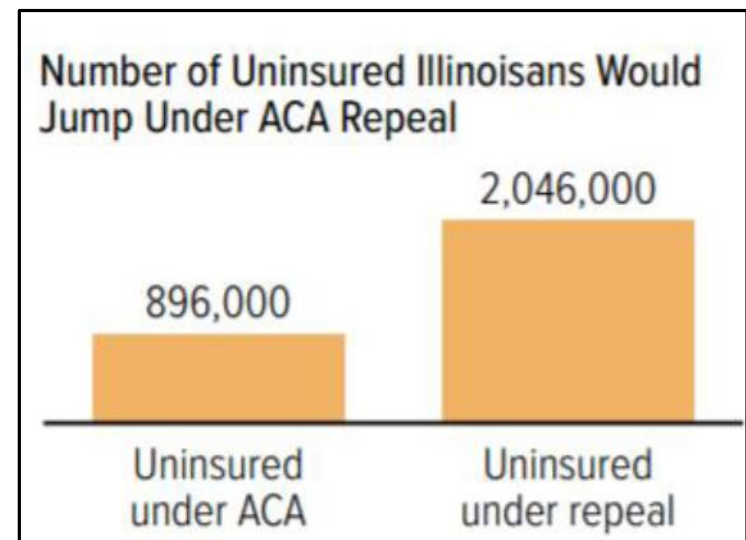 Number of Uninsured Illinoisans Would
Jump Under ACA Repeal
2,046,000
896,000
Uninsured
under ACA
Uninsured
under repeal